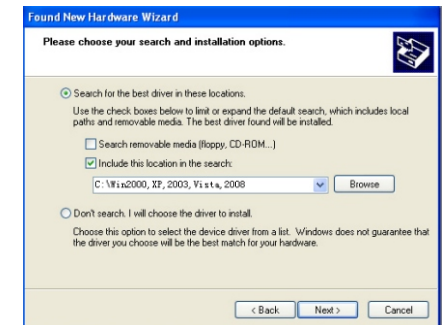 Found New Hardware Wizard
Please choose your search and installation options.
Search for the best driver in these locations.
Use the check boxes below to limit or expand the default search, which includes local
paths and removable media. The best driver found will be installed.
Search removable media (floppy, CD-ROM...)
Include this location in the search:
C:\Win2000, XP, 2003, Vista, 2008
Browse
Don't search. I will choose the driver to install.
Choose this option to select the device driver from a list. Windows does not guarantee that
the driver you choose will be the best match for your hardware.
< Back Next > Cancel